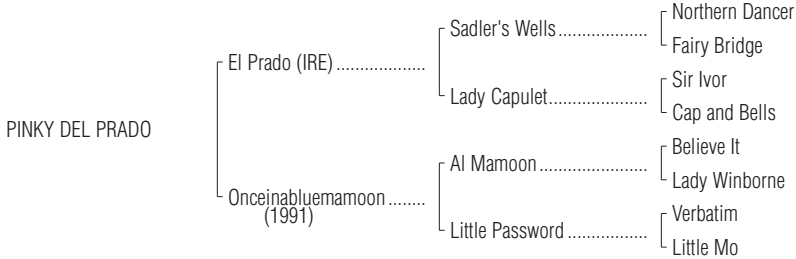 Northern Dancer
Sadler's Wells....................
Fairy Bridge
El Prado (IRE)....................
Sir Ivor
Lady Capulet......................
Cap and Bells
PINKY DEL PRADO
Believe It
Al Mamoon.........................
Lady Winborne
Onceinabluemamoon ........
(1991)
Verbatim
Little Password..................
Little Mo